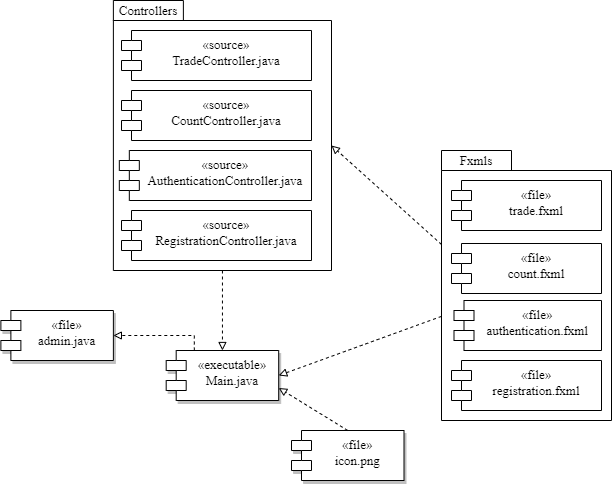 Controllers
«source»
TradeController.java
«source»
CountController.java
«source»
AuthenticationController.java
«source»
RegistrationController.java
Fxmls
«file»
trade.fxml
«file»
count.fxml
«file»
authentication.fxml
«file»
registration.fxml
«file»
admin.java
«executable»
Main.java
«file»
icon.png